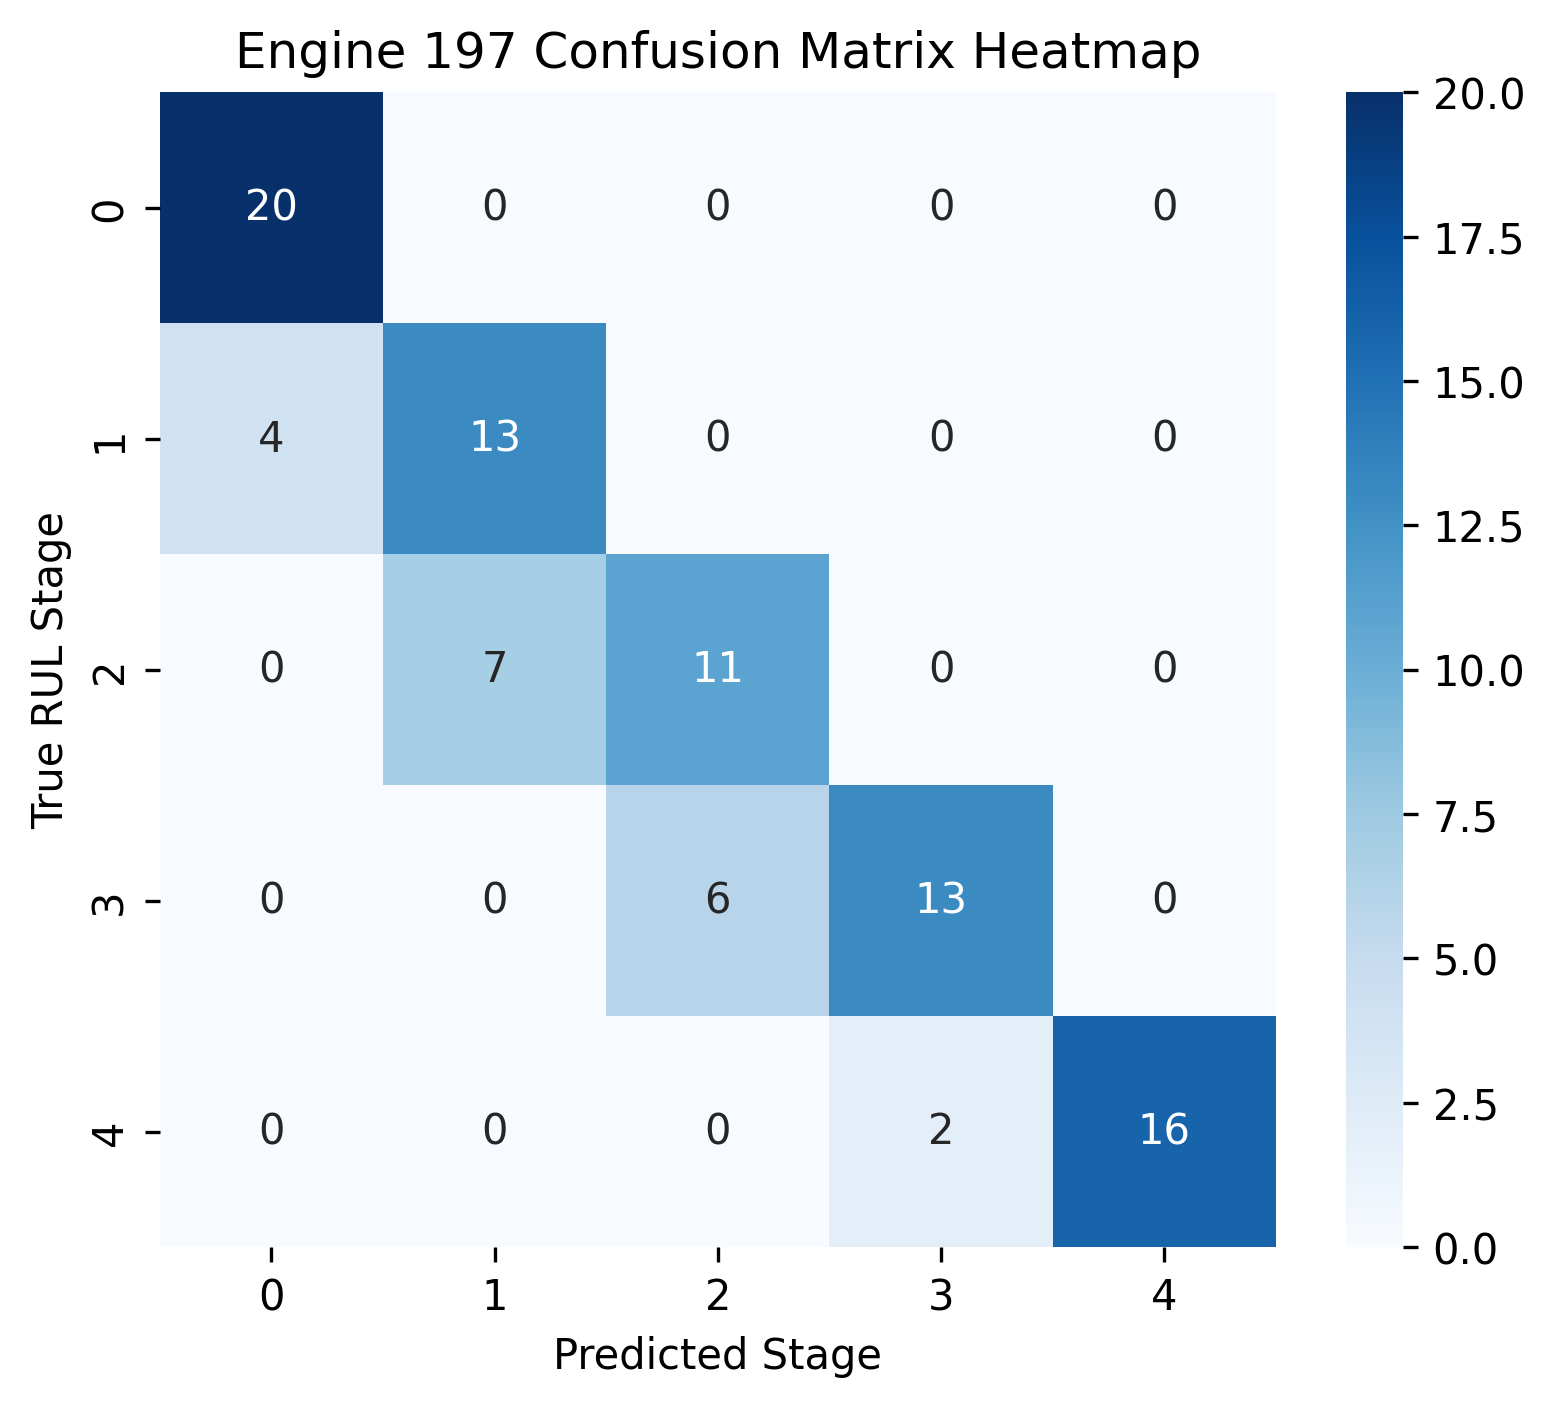 Engine 197 Confusion Matrix Heatmap
True RUL Stage
0 20 0 0 0 0
1 4 13 0 0 0
2 0 7 11 0 0
3 0 0 6 13 0
4 0 0 0 2 16
0 1 2 3 4
Predicted Stage
20.0
17.5
15.0
12.5
10.0
7.5
5.0
2.5
0.0